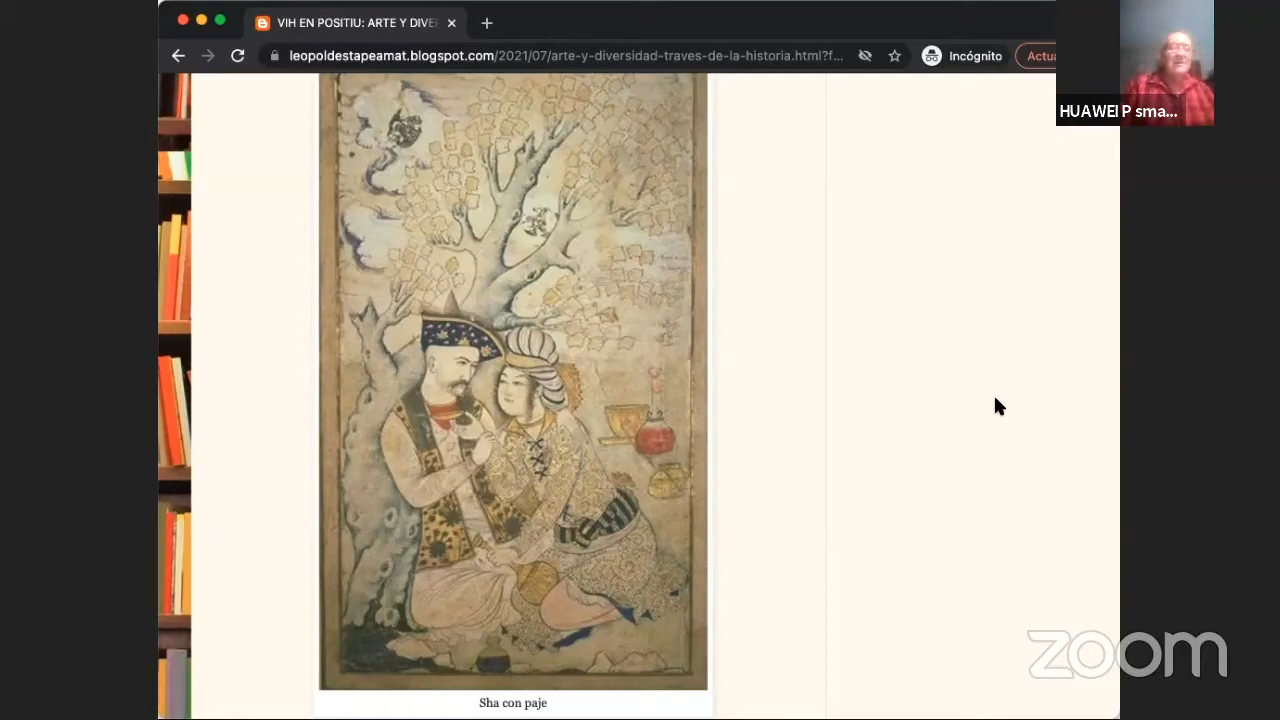 VIH EN POSITIU: ARTE Y DIVE
leopoldestapeamat.blogspot.com/2021/07/arte-y-diversidad-traves-de-la-historia.html?f...
Incógnito
Actua
HUAWEI P sma...
Sha con paje
zoom